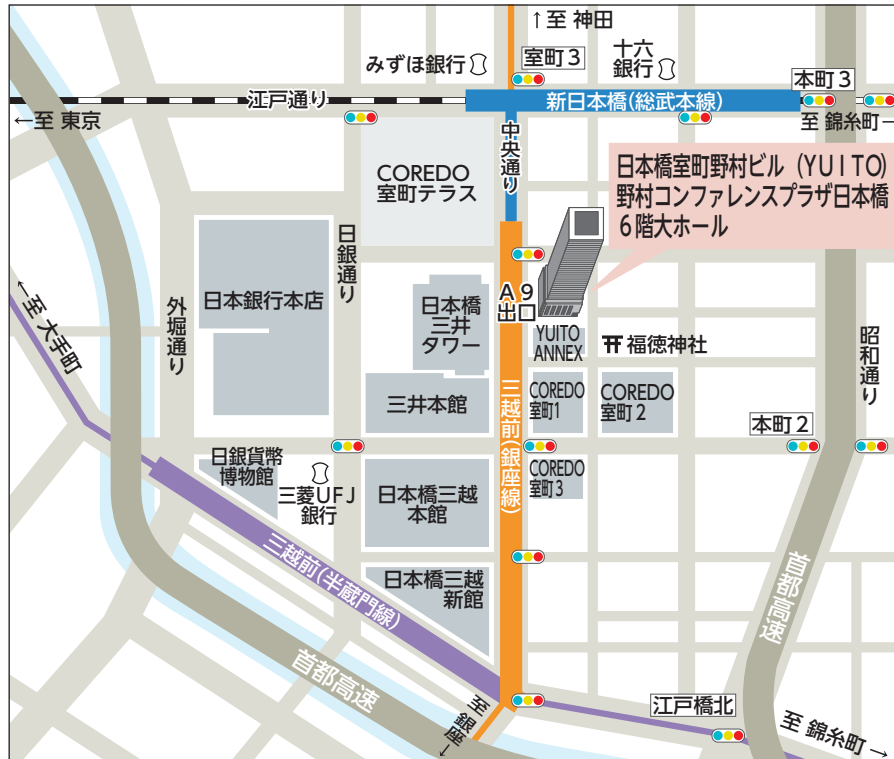 ↑至 神田
みずほ銀行
室町3
十六
銀行
本町3
江戸通り
新日本橋(総武本線)
←至 東京
至 錦糸町→
中央通り
COREDO
室町テラス
日本橋室町野村ビル(YUITO)
野村コンファレンスプラザ日本橋
6階大ホール
日銀通り
日本銀行本店
外堀通り
←至 大手町
日本橋
三井
タワー
A9
出口
YUITO
ANNEX
福徳神社
昭和通り
三井本館
COREDO
室町1
COREDO
室町2
三越前(銀座線)
本町2
日銀貨幣
博物館
三菱UFJ
銀行
日本橋三越
本館
COREDO
室町3
三越前(半蔵門線)
日本橋三越
新館
首都高速
首都高速
至 銀座→
江戸橋北
至 錦糸町→